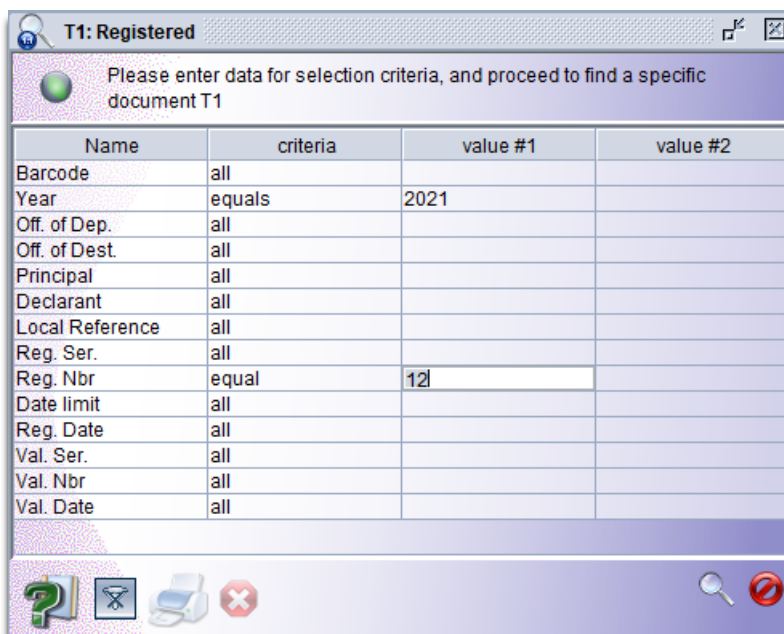 T1: Registered
Please enter data for selection criteria, and proceed to find a specific
document T1
Name criteria value #1 value #2
Barcode all
Year equals 2021
Off. of Dep. all
Off. of Dest. all
Principal all
Declarant all
Local Reference all
Reg. Ser. all
Reg. Nbr equal 12
Date limit all
Reg. Date all
Val. Ser. all
Val. Nbr all
Val. Date all